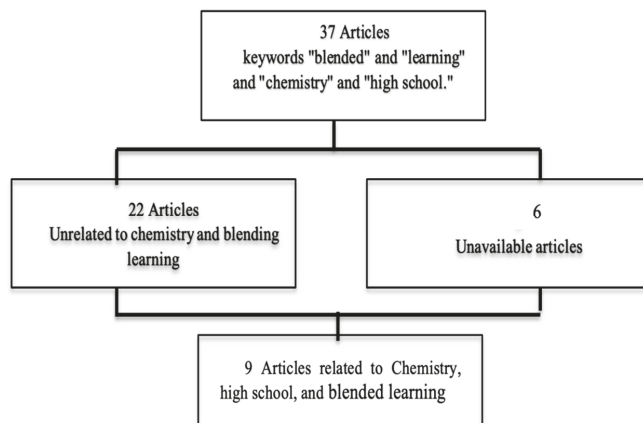 37 Articles
keywords "blended" and "learning"
and "chemistry" and "high school."
22 Articles
Unrelated to chemistry and blending
learning
6
Unavailable articles
9 Articles related to Chemistry,
high school, and blended learning